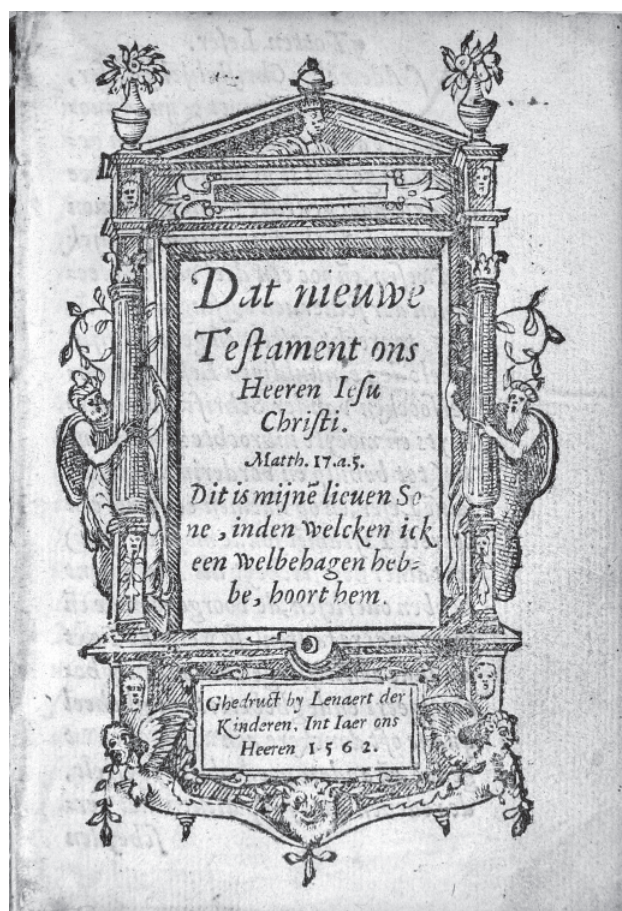 Dat nieuwe
Teſtament ons
Heeren Ieſu
Chriſti.
Matth. 17.a.5.
Dit is mijnē lieuen So
ne, inden welcken ick
een welbehagen heb⸗
be, hoort hem.
Ghedruct by Lenaert der
Kinderen. Int Iaer ons
Heeren 1562.